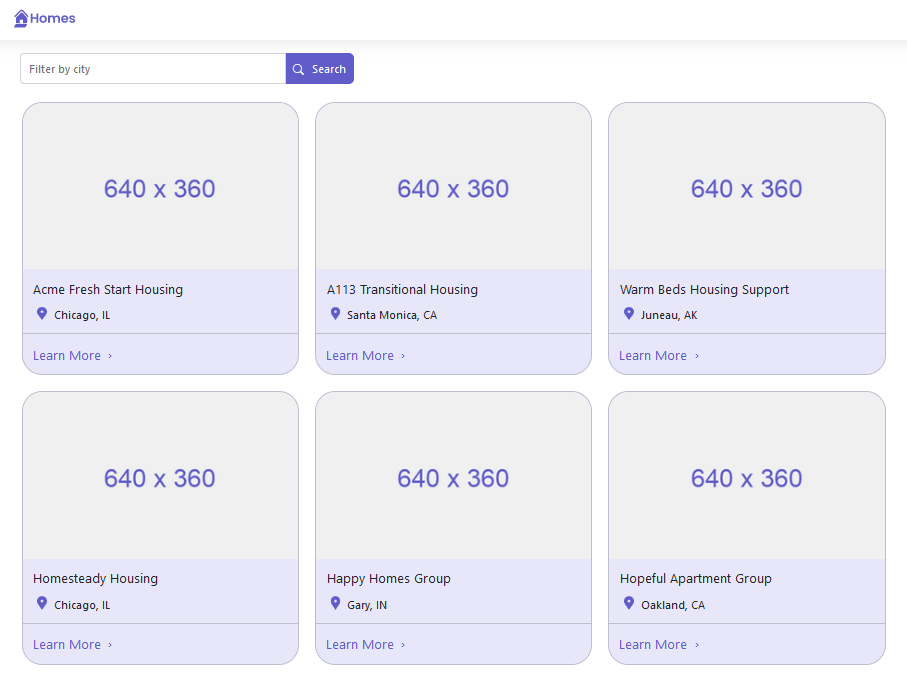 Homes
Filter by city
Search
640 x 360
640 x 360
640 x 360
Acme Fresh Start Housing
Chicago, IL
Learn More ›
A113 Transitional Housing
Santa Monica, CA
Learn More ›
Warm Beds Housing Support
Juneau, AK
Learn More ›
640 x 360
640 x 360
640 x 360
Homesteady Housing
Chicago, IL
Learn More ›
Happy Homes Group
Gary, IN
Learn More ›
Hopeful Apartment Group
Oakland, CA
Learn More ›